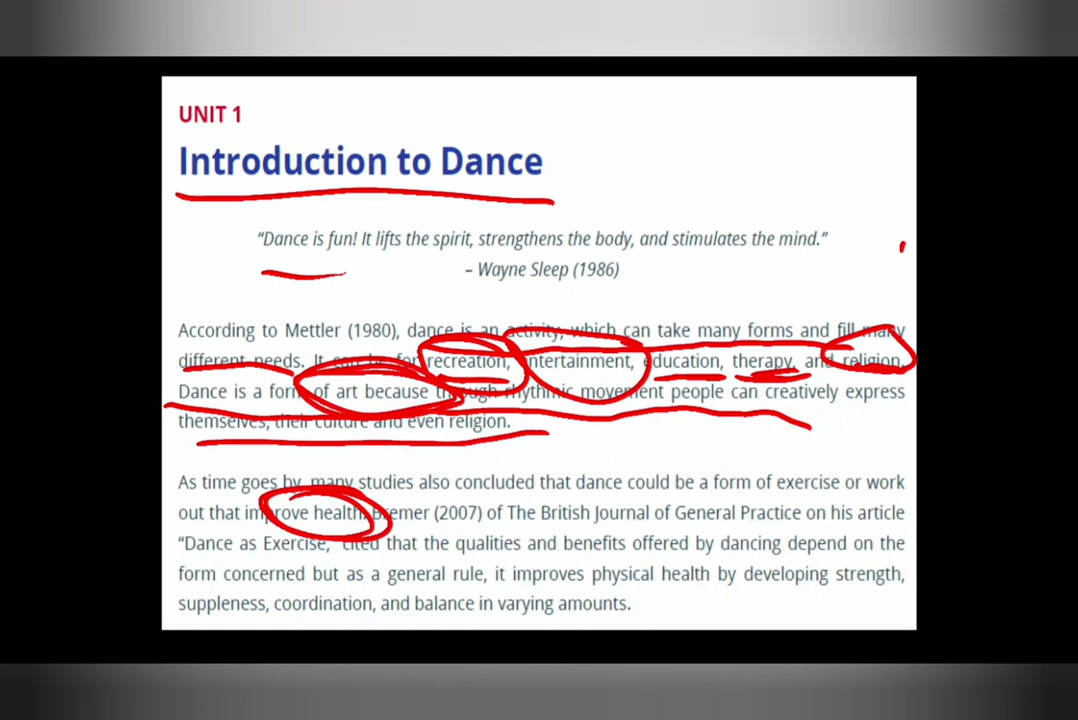 UNIT 1
Introduction to Dance
“Dance is fun! It lifts the spirit, strengthens the body, and stimulates the mind.”
– Wayne Sleep (1986)
According to Mettler (1980), dance is an activity, which can take many forms and fill many
different needs. It can be for recreation, entertainment, education, therapy, and religion.
Dance is a form of art because through rhythmic movement people can creatively express
themselves, their culture and even religion.
As time goes by, many studies also concluded that dance could be a form of exercise or work
out that improve health. Bremer (2007) of The British Journal of General Practice on his article
“Dance as Exercise,” cited that the qualities and benefits offered by dancing depend on the
form concerned but as a general rule, it improves physical health by developing strength,
suppleness, coordination, and balance in varying amounts.